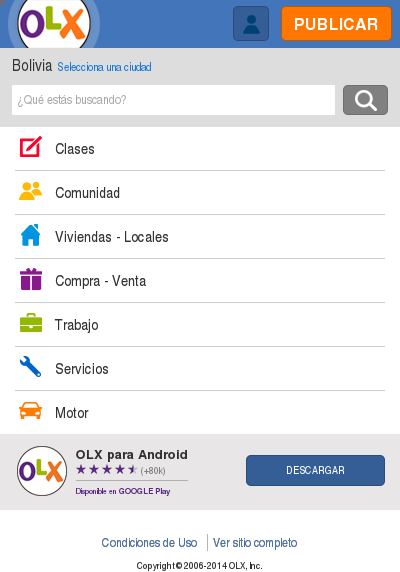 OLX
PUBLICAR
Bolivia Selecciona una ciudad
¿Qué estás buscando?
Clases
Comunidad
Viviendas - Locales
Compra - Venta
Trabajo
Servicios
Motor
OLX
OLX para Android
(+80k)
Disponible en GOOGLE Play
DESCARGAR
Condiciones de Uso | Ver sitio completo
Copyright © 2006-2014 OLX, Inc.